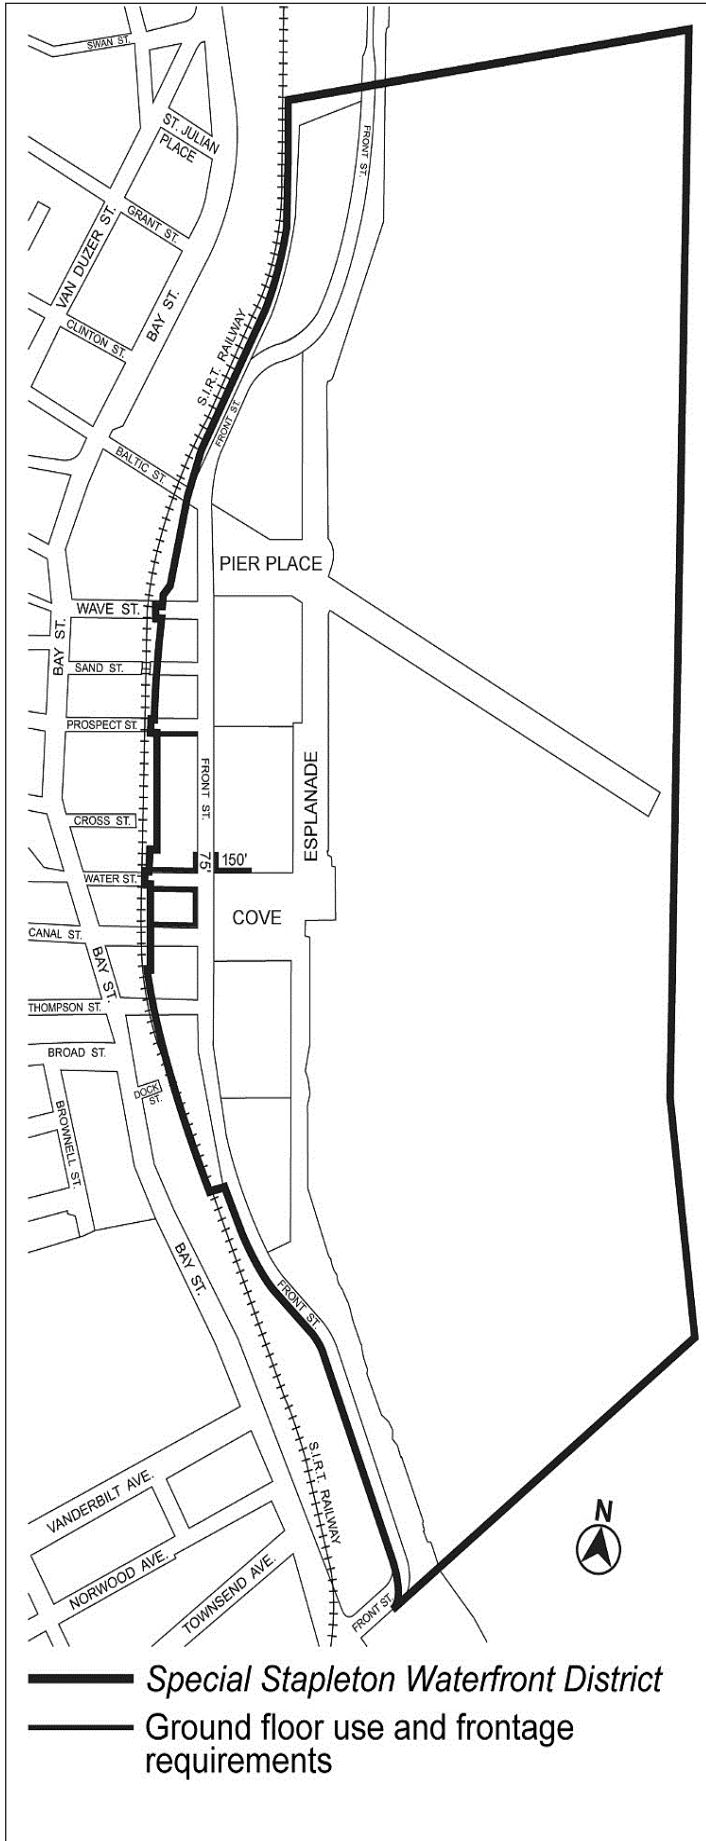 SWAN ST.
ST. JULIAN
PLACE
FRONT ST.
GRANT ST.
VAN DUZER ST.
BAY ST.
CLINTON ST.
S.I.R.T. RAILWAY
FRONT ST.
BALTIC ST.
PIER PLACE
WAVE ST.
BAY ST.
SAND ST.
PROSPECT ST.
FRONT ST.
ESPLANADE
CROSS ST.
75'
150'
WATER ST.
COVE
CANAL ST.
BAY ST.
THOMPSON ST.
BROAD ST.
DOCK
ST.
BROWNELL ST.
BAY ST.
FRONT ST.
S.I.R.T. RAILWAY
VANDERBILT AVE.
N
NORWOOD AVE.
TOWNSEND AVE.
FRONT ST.
Special Stapleton Waterfront District
Ground floor use and frontage
requirements